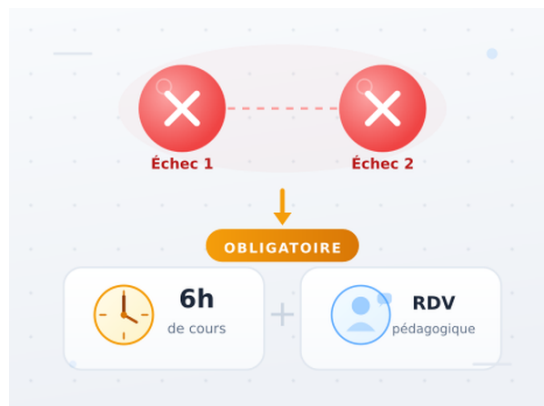 Échec 1
Échec 2
OBLIGATOIRE
6h
de cours
RDV
pédagogique